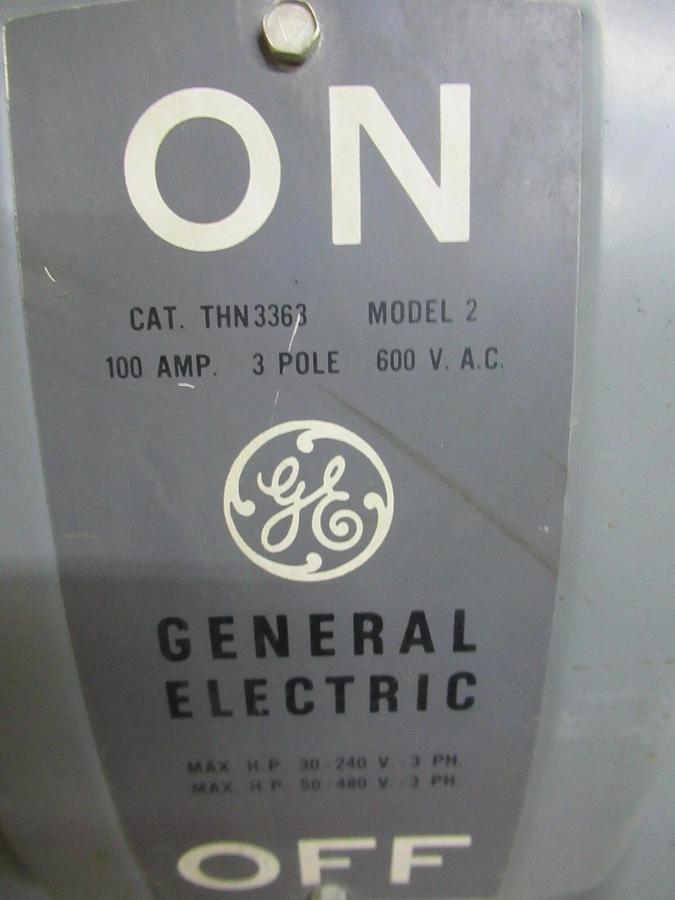 ON
CAT. THN3363 MODEL 2
100 AMP. 3 POLE 600 V. A.C.
GE
GENERAL
ELECTRIC
MAX. H.P. 30-240 V.-3 PH.
MAX. H.P. 50-480 V.-3 PH.
OFF